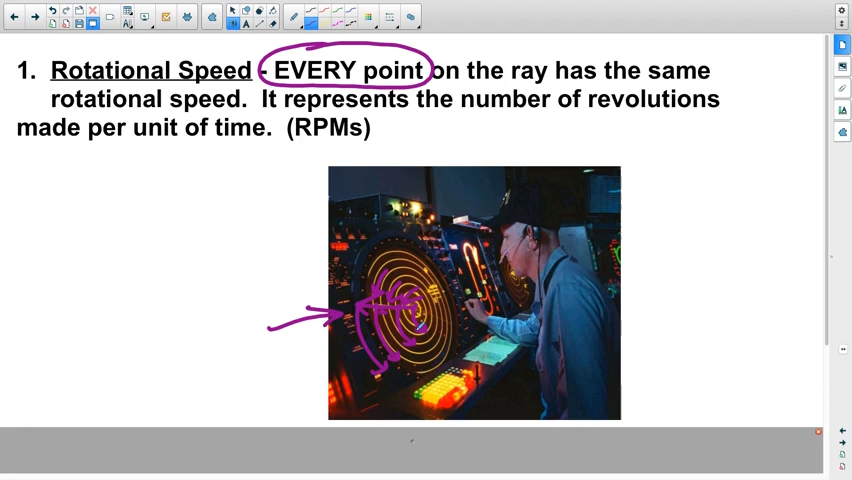 1. Rotational Speed - EVERY point on the ray has the same
rotational speed. It represents the number of revolutions
made per unit of time. (RPMs)